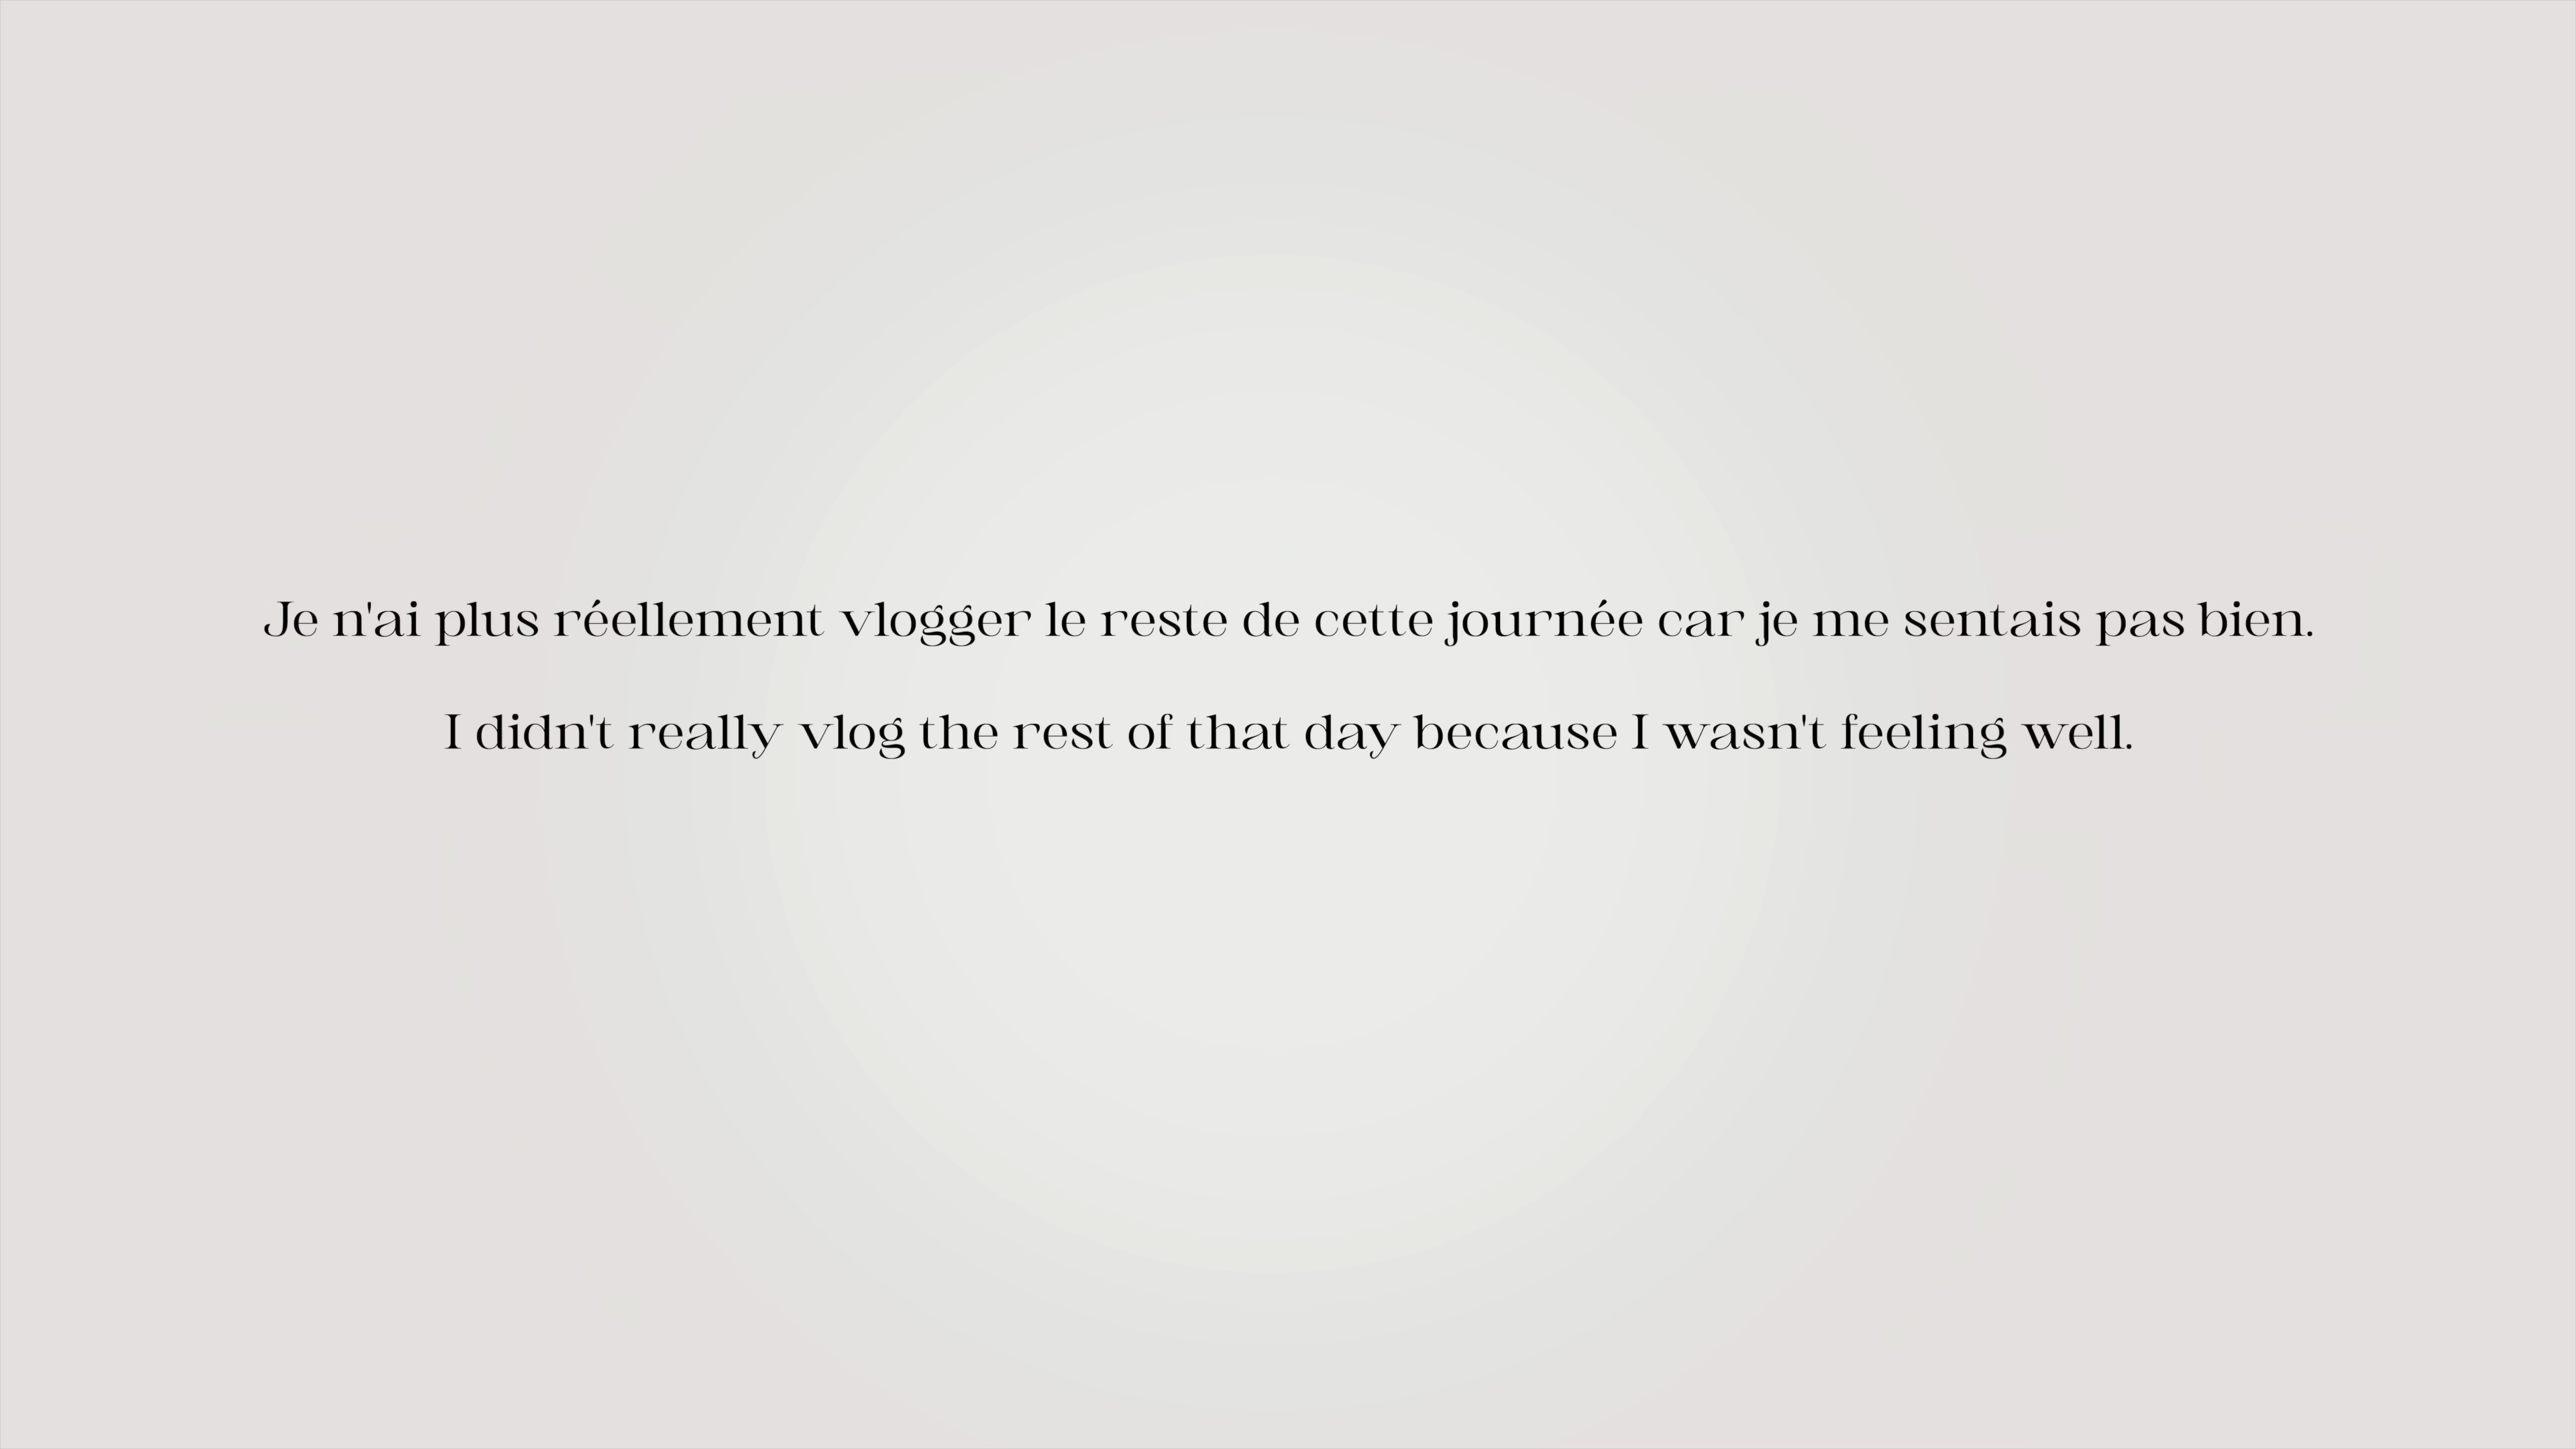 Je n'ai plus réellement vlogger le reste de cette journée car je me sentais pas bien.
I didn't really vlog the rest of that day because I wasn't feeling well.